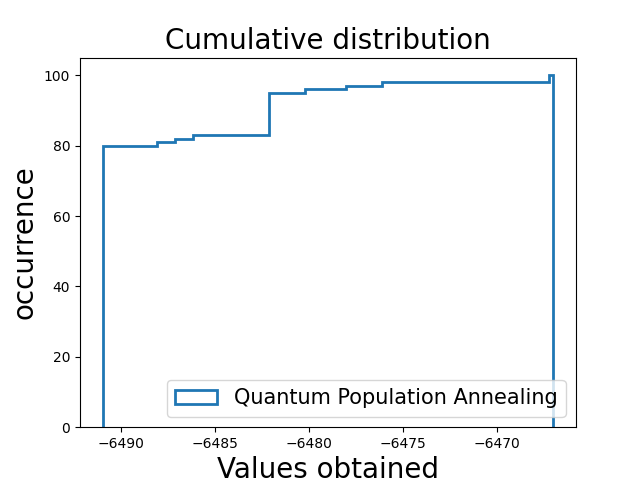 Cumulative distribution
occurrence
100
80
60
40
20
0
Quantum Population Annealing
−6490 −6485 −6480 −6475 −6470
Values obtained